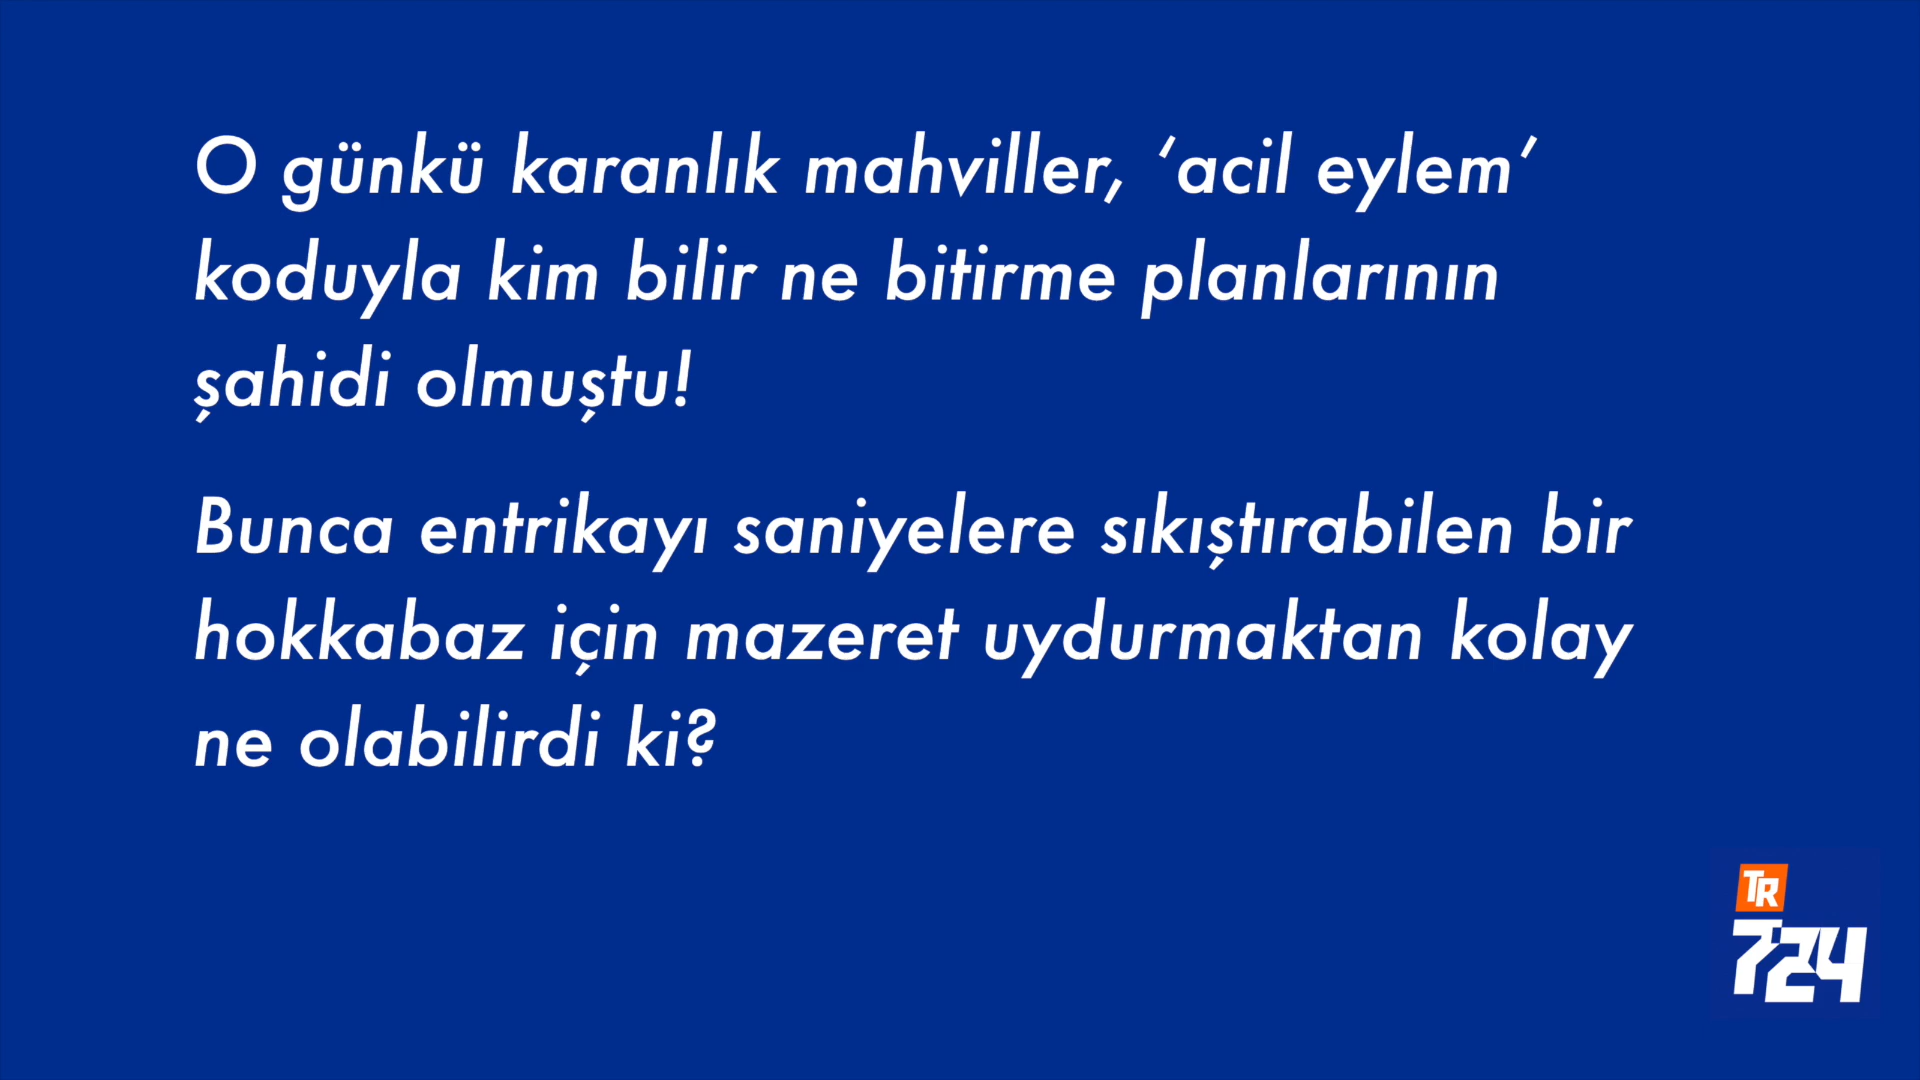 O günkü karanlık mahviller, ‘acil eylem’
koduyla kim bilir ne bitirme planlarının
şahidi olmuştu!
Bunca entrikayı saniyelere sıkıştırabilen bir
hokkabaz için mazeret uydurmaktan kolay
ne olabilirdi ki?
TR
724